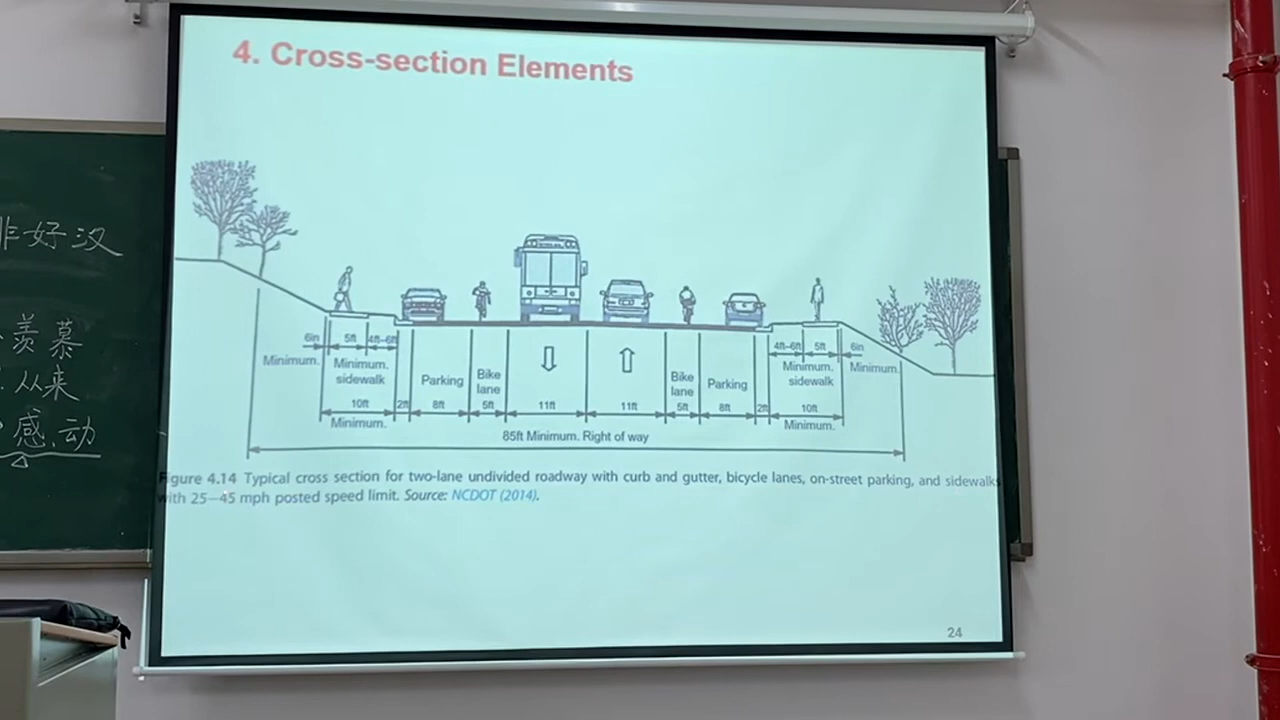 4. Cross-section Elements
非好汉
羡慕
从来
感动
6in 5ft 4ft–6ft 4ft–6ft 5ft 6in
Minimum. Minimum. sidewalk Parking Bike lane Bike lane Parking Minimum. sidewalk Minimum.
10ft 2ft 8ft 5ft 11ft 11ft 5ft 8ft 2ft 10ft
Minimum. Minimum.
85ft Minimum. Right of way
Figure 4.14 Typical cross section for two-lane undivided roadway with curb and gutter, bicycle lanes, on-street parking, and sidewalks
with 25–45 mph posted speed limit. Source: NCDOT (2014).
24